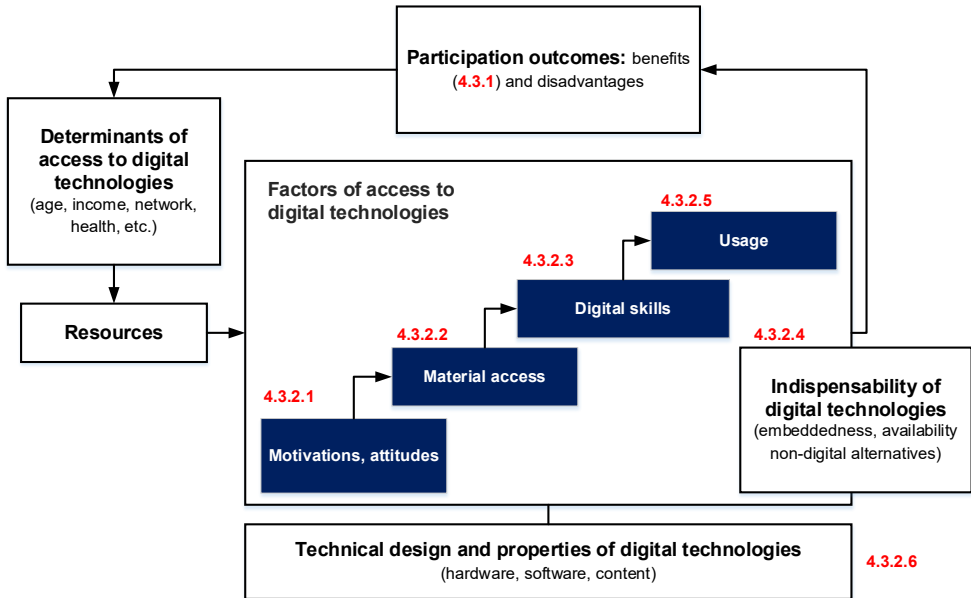 Participation outcomes: benefits
(4.3.1) and disadvantages
Determinants of
access to digital
technologies
(age, income, network,
health, etc.)
Resources
Factors of access to
digital technologies
4.3.2.5
Usage
4.3.2.3
Digital skills
4.3.2.2
Material access
4.3.2.1
Motivations, attitudes
4.3.2.4
Indispensability of
digital technologies
(embeddedness, availability
non-digital alternatives)
Technical design and properties of digital technologies
(hardware, software, content)
4.3.2.6